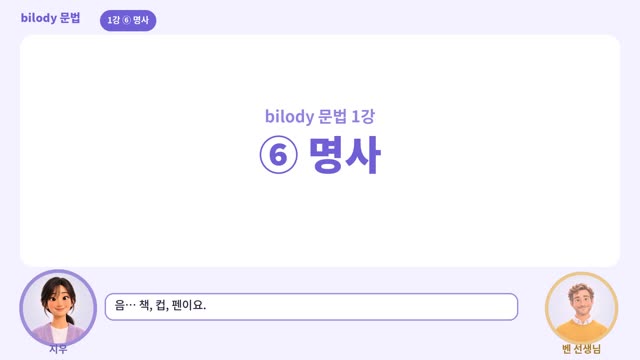 bilody 문법
1강 ⑥ 명사
bilody 문법 1강
⑥ 명사
음… 책, 컵, 펜이요.
지우
벤 선생님